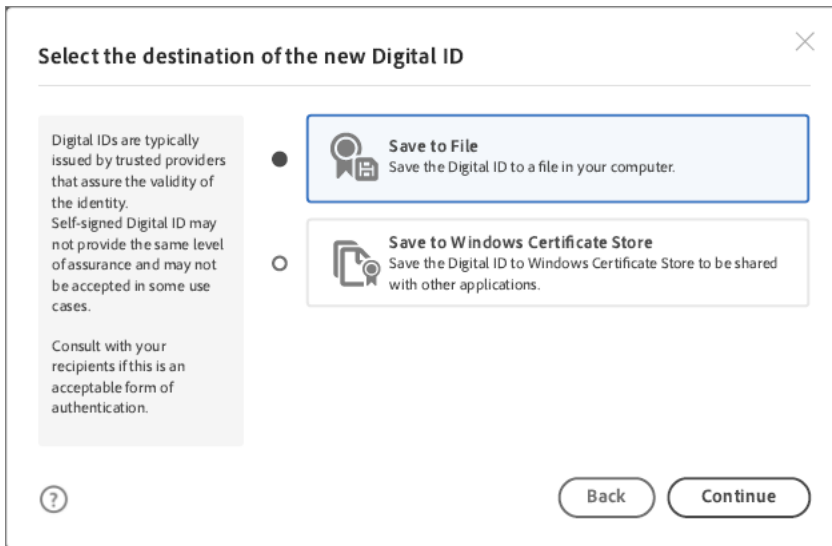 Select the destination of the new Digital ID
Digital IDs are typically
issued by trusted providers
that assure the validity of
the identity.
Self-signed Digital ID may
not provide the same level
of assurance and may not
be accepted in some use
cases.
Consult with your
recipients if this is an
acceptable form of
authentication.
Save to File
Save the Digital ID to a file in your computer.
Save to Windows Certificate Store
Save the Digital ID to Windows Certificate Store to be shared
with other applications.
?
Back
Continue